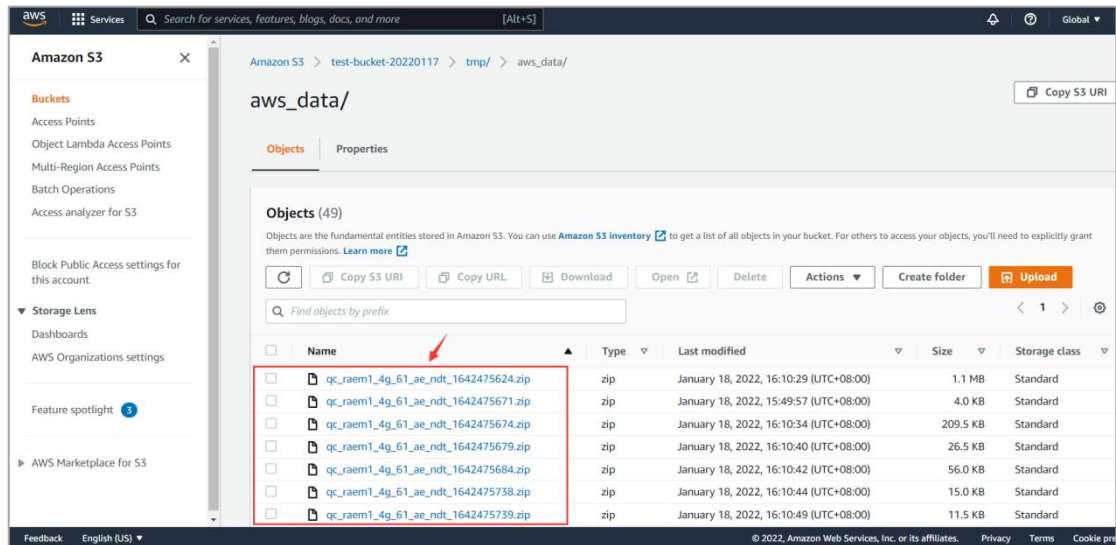 aws Services Search for services, features, blogs, docs, and more [Alt+S] Global
Amazon S3
Buckets
Access Points
Object Lambda Access Points
Multi-Region Access Points
Batch Operations
Access analyzer for S3
Block Public Access settings for
this account
Storage Lens
Dashboards
AWS Organizations settings
Feature spotlight 3
AWS Marketplace for S3
Amazon S3 > test-bucket-20220117 > tmp/ > aws_data/
aws_data/
Copy S3 URI
Objects Properties
Objects (49)
Objects are the fundamental entities stored in Amazon S3. You can use Amazon S3 inventory to get a list of all objects in your bucket. For others to access your objects, you'll need to explicitly grant
them permissions. Learn more
Copy S3 URI Copy URL Download Open Delete Actions Create folder Upload
Find objects by prefix < 1 >
Name Type Last modified Size Storage class
qc_raem1_4g_61_ae_ndt_1642475624.zip zip January 18, 2022, 16:10:29 (UTC+08:00) 1.1 MB Standard
qc_raem1_4g_61_ae_ndt_1642475671.zip zip January 18, 2022, 15:49:57 (UTC+08:00) 4.0 KB Standard
qc_raem1_4g_61_ae_ndt_1642475674.zip zip January 18, 2022, 16:10:34 (UTC+08:00) 209.5 KB Standard
qc_raem1_4g_61_ae_ndt_1642475679.zip zip January 18, 2022, 16:10:40 (UTC+08:00) 26.5 KB Standard
qc_raem1_4g_61_ae_ndt_1642475684.zip zip January 18, 2022, 16:10:42 (UTC+08:00) 56.0 KB Standard
qc_raem1_4g_61_ae_ndt_1642475738.zip zip January 18, 2022, 16:10:44 (UTC+08:00) 15.0 KB Standard
qc_raem1_4g_61_ae_ndt_1642475739.zip zip January 18, 2022, 16:10:49 (UTC+08:00) 11.5 KB Standard
Feedback English (US) © 2022, Amazon Web Services, Inc. or its affiliates. Privacy Terms Cookie pre